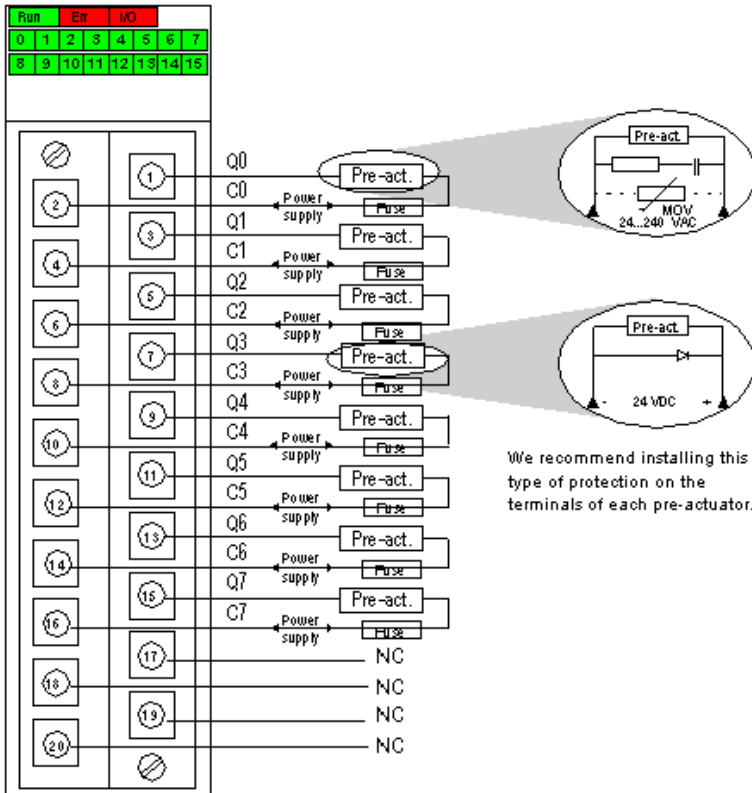 Run Err I/O
0 1 2 3 4 5 6 7
8 9 10 11 12 13 14 15
1 Q0 Pre-act.
2 C0 Power supply Fuse
3 Q1 Pre-act.
4 C1 Power supply Fuse
5 Q2 Pre-act.
6 C2 Power supply Fuse
7 Q3 Pre-act.
8 C3 Power supply Fuse
9 Q4 Pre-act.
10 C4 Power supply Fuse
11 Q5 Pre-act.
12 C5 Power supply Fuse
13 Q6 Pre-act.
14 C6 Power supply Fuse
15 Q7 Pre-act.
16 C7 Power supply Fuse
17 NC
18 NC
19 NC
20 NC
Pre-act.
MOV
24...240 VAC
Pre-act.
- 24 VDC +
We recommend installing this
type of protection on the
terminals of each pre-actuator.